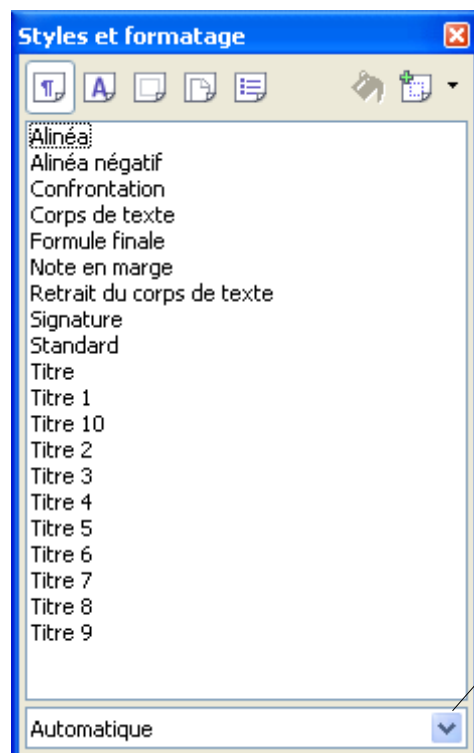 Styles et formatage
Alinéa
Alinéa négatif
Confrontation
Corps de texte
Formule finale
Note en marge
Retrait du corps de texte
Signature
Standard
Titre
Titre 1
Titre 10
Titre 2
Titre 3
Titre 4
Titre 5
Titre 6
Titre 7
Titre 8
Titre 9
Automatique